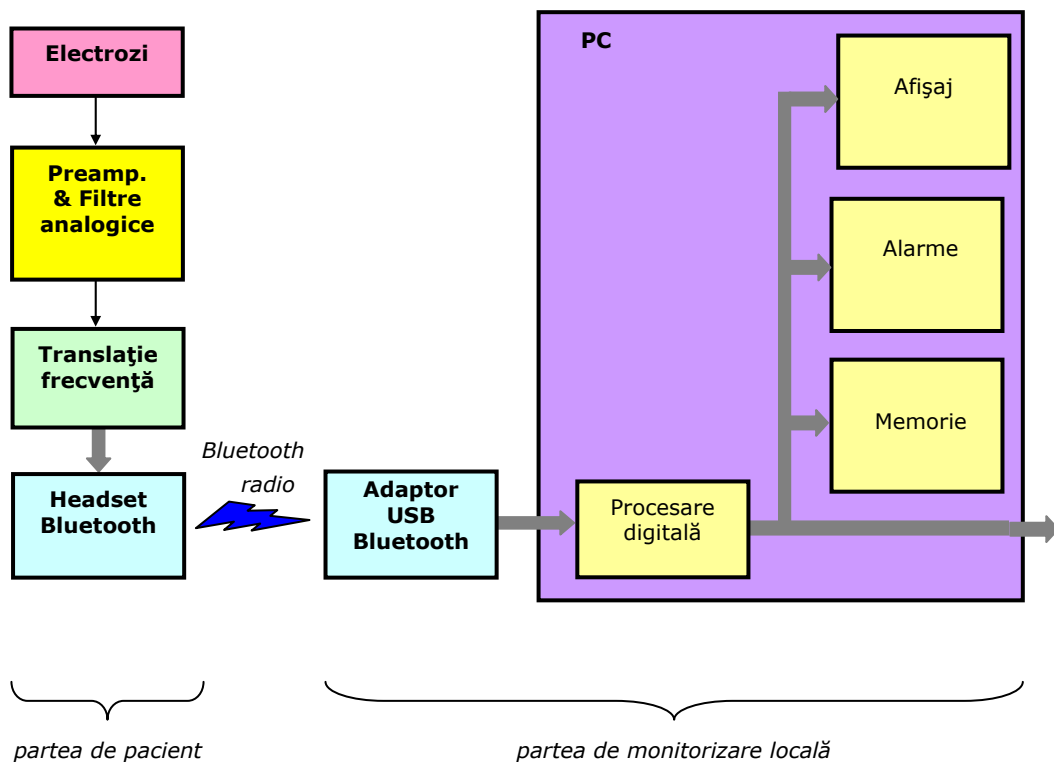 Electrozi
Preamp.
& Filtre
analogice
Translaţie
frecvenţă
Headset
Bluetooth
Bluetooth
radio
Adaptor
USB
Bluetooth
PC
Procesare
digitală
Afişaj
Alarme
Memorie
partea de pacient
partea de monitorizare locală